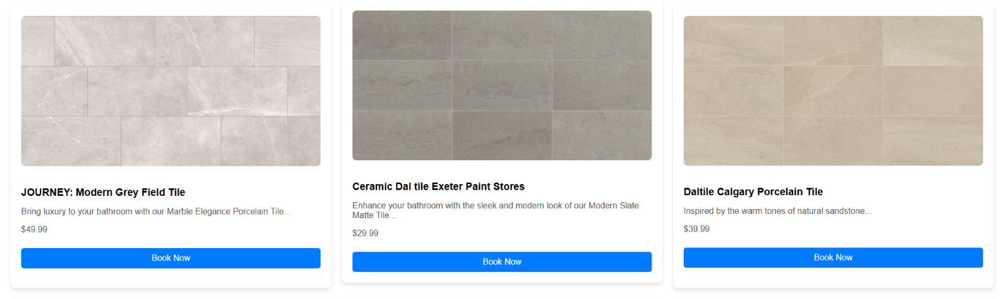 JOURNEY: Modern Grey Field Tile
Bring luxury to your bathroom with our Marble Elegance Porcelain Tile...
$49.99
Book Now
Ceramic Dal tile Exeter Paint Stores
Enhance your bathroom with the sleek and modern look of our Modern Slate
Matte Tile...
$29.99
Book Now
Daltile Calgary Porcelain Tile
Inspired by the warm tones of natural sandstone...
$39.99
Book Now